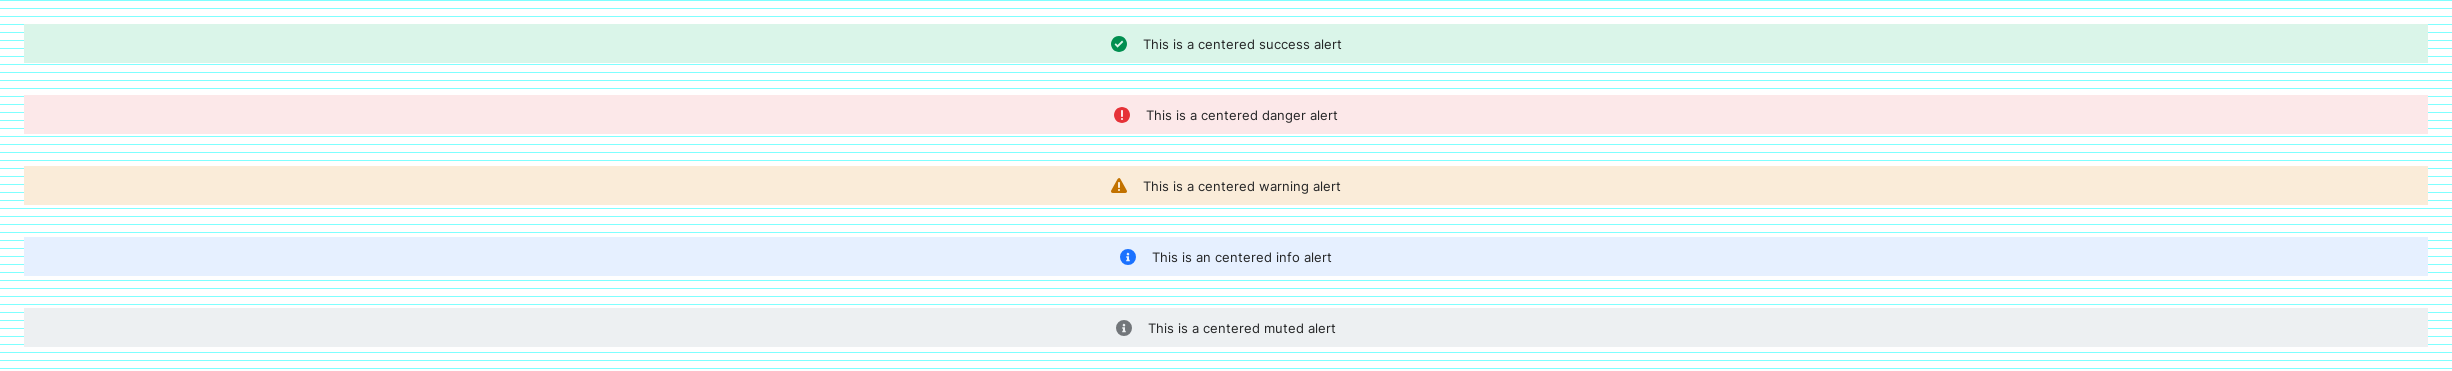 This is a centered success alert
This is a centered danger alert
This is a centered warning alert
This is an centered info alert
This is a centered muted alert